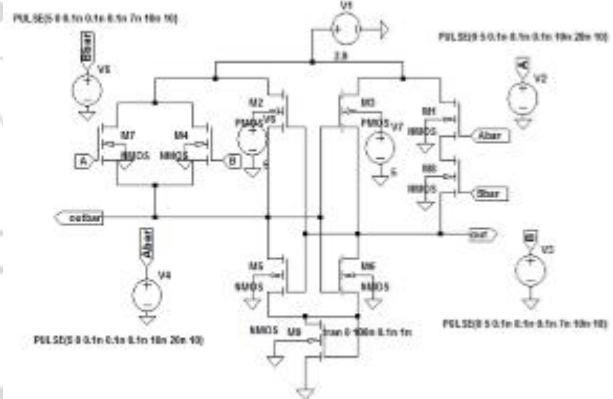 PULSE(5 0 0.1n 0.1n 0.1n 7n 10n 10)
V1
PULSE(0 5 0.1n 0.1n 0.1n 10n 20n 10)
Bbar
V5
2.8
A
V2
M2
M3
M1
PMOS
V6
PMOS
V7
NMOS
Abar
M7
M4
A
NMOS
NMOS
B
5
M8
NMOS
Bbar
outbar
out
Abar
V4
M5
NMOS
M6
NMOS
B
V3
NMOS
M9
tran 0 100n 0.1n 1n
PULSE(5 0 0.1n 0.1n 0.1n 10n 20n 10)
PULSE(0 5 0.1n 0.1n 0.1n 7n 10n 10)